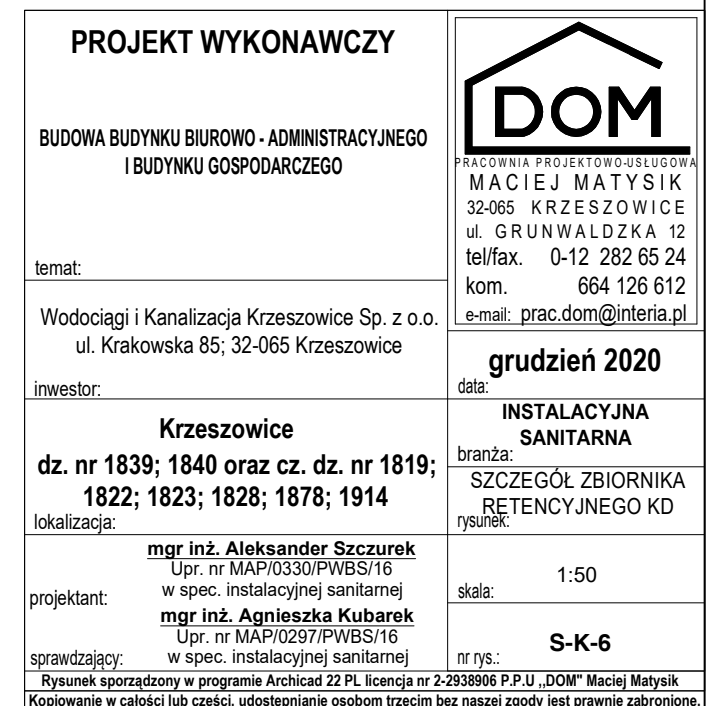 PROJEKT WYKONAWCZY
BUDOWA BUDYNKU BIUROWO - ADMINISTRACYJNEGO
I BUDYNKU GOSPODARCZEGO
temat:
DOM
PRACOWNIA PROJEKTOWO-USŁUGOWA
MACIEJ MATYSIK
32-065 KRZESZOWICE
ul. GRUNWALDZKA 12
tel/fax. 0-12 282 65 24
kom. 664 126 612
e-mail: prac.dom@interia.pl
Wodociągi i Kanalizacja Krzeszowice Sp. z o.o.
ul. Krakowska 85; 32-065 Krzeszowice
inwestor:
grudzień 2020
data:
Krzeszowice
dz. nr 1839; 1840 oraz cz. dz. nr 1819;
1822; 1823; 1828; 1878; 1914
lokalizacja:
INSTALACYJNA
SANITARNA
branża:
SZCZEGÓŁ ZBIORNIKA
RETENCYJNEGO KD
rysunek:
mgr inż. Aleksander Szczurek
Upr. nr MAP/0330/PWBS/16
w spec. instalacyjnej sanitarnej
projektant:
mgr inż. Agnieszka Kubarek
Upr. nr MAP/0297/PWBS/16
w spec. instalacyjnej sanitarnej
sprawdzający:
1:50
skala:
S-K-6
nr rys.:
Rysunek sporządzony w programie Archicad 22 PL licencja nr 2-2938906 P.P.U ,,DOM" Maciej Matysik
Kopiowanie w całości lub części, udostępnianie osobom trzecim bez naszej zgody jest prawnie zabronione.